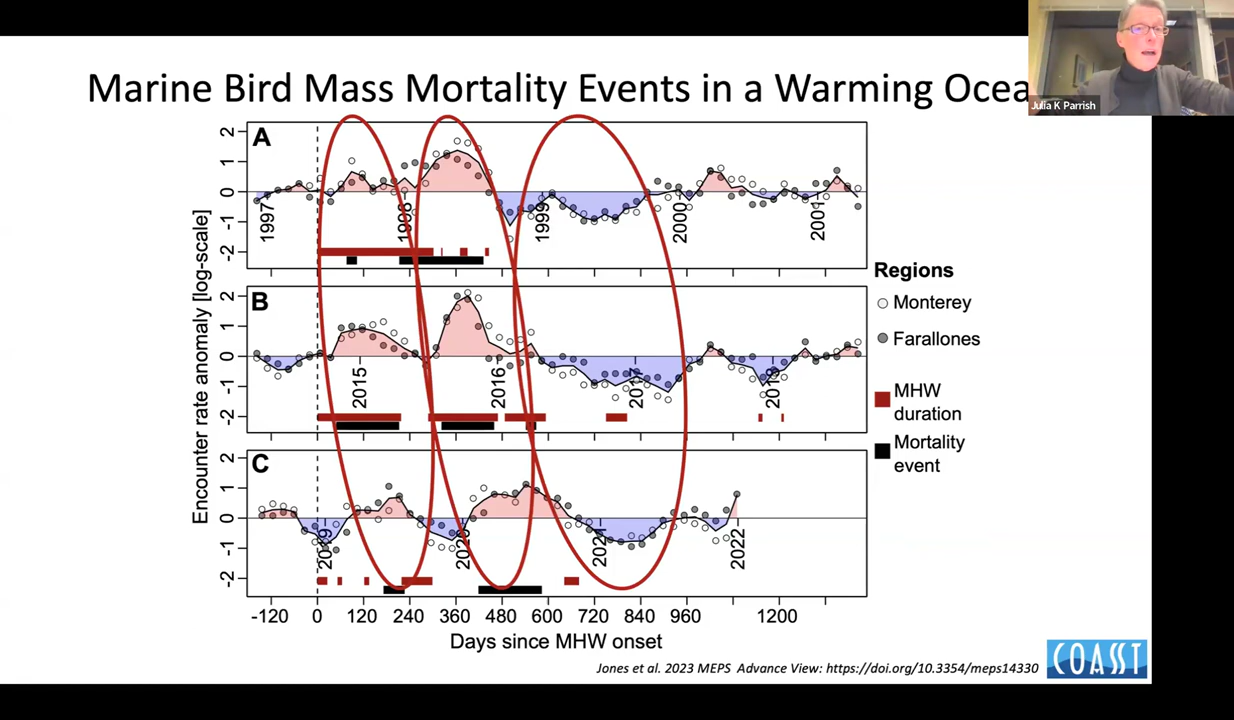 Marine Bird Mass Mortality Events in a Warming Ocea
Julia K Parrish
Encounter rate anomaly [log-scale]
A
2
1
0
-1
-2
1997
1998
1999
2000
2001
B
2
1
0
-1
-2
2015
2016
2017
C
2
1
0
-1
-2
2019
2021
2022
-120 0 120 240 360 480 600 720 840 960 1200
Days since MHW onset
Regions
Monterey
Farallones
MHW
duration
Mortality
event
Jones et al. 2023 MEPS Advance View: https://doi.org/10.3354/meps14330
COASST